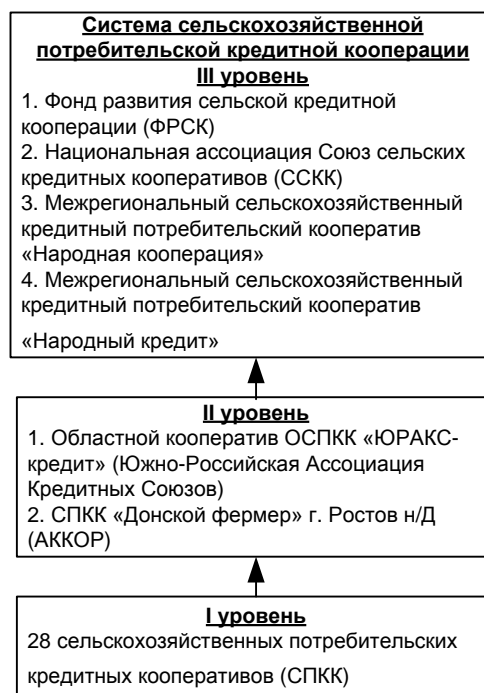 Система сельскохозяйственной
потребительской кредитной кооперации
III уровень
1. Фонд развития сельской кредитной
кооперации (ФРСК)
2. Национальная ассоциация Союз сельских
кредитных кооперативов (ССКК)
3. Межрегиональный сельскохозяйственный
кредитный потребительский кооператив
«Народная кооперация»
4. Межрегиональный сельскохозяйственный
кредитный потребительский кооператив
«Народный кредит»
II уровень
1. Областной кооператив ОСПКК «ЮРАКС-
кредит» (Южно-Российская Ассоциация
Кредитных Союзов)
2. СПКК «Донской фермер» г. Ростов н/Д
(АККОР)
I уровень
28 сельскохозяйственных потребительских
кредитных кооперативов (СПКК)